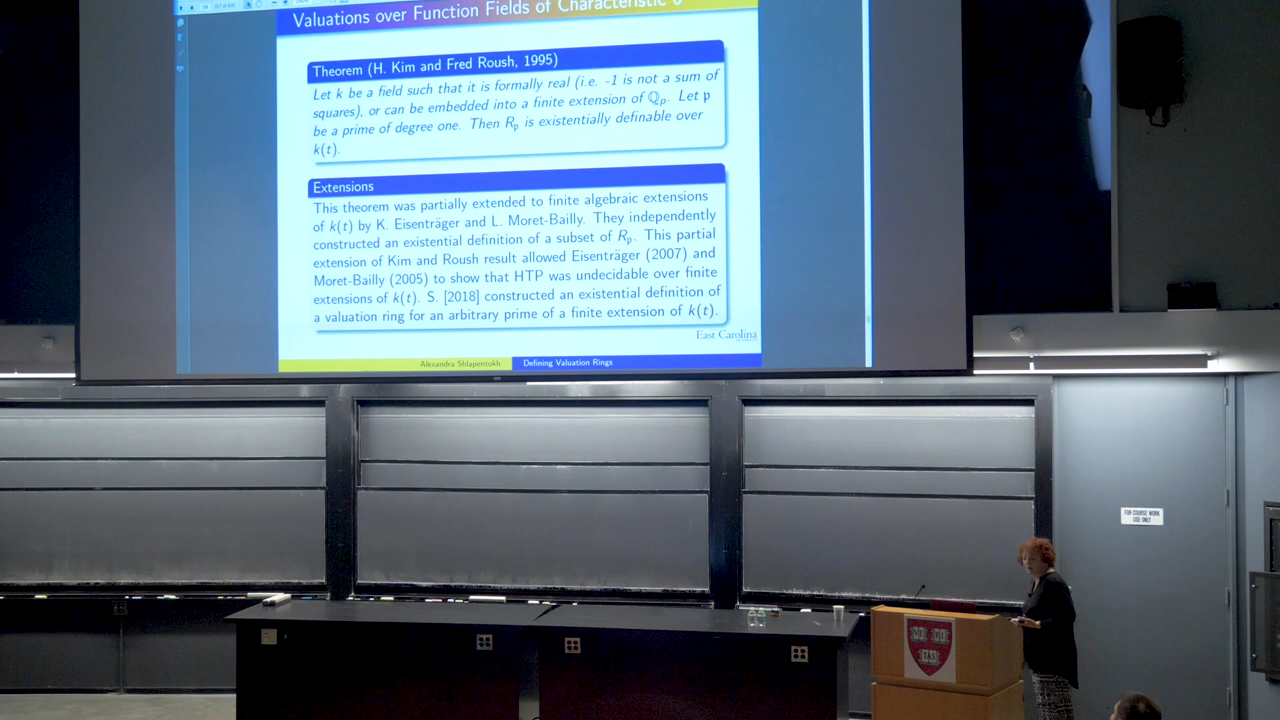 Valuations over Function Fields of Characteristic 0
Theorem (H. Kim and Fred Roush, 1995)
Let k be a field such that it is formally real (i.e. -1 is not a sum of
squares), or can be embedded into a finite extension of ℚₚ. Let 𝔭
be a prime of degree one. Then R𝔭 is existentially definable over
k(t).
Extensions
This theorem was partially extended to finite algebraic extensions
of k(t) by K. Eisenträger and L. Moret-Bailly. They independently
constructed an existential definition of a subset of R𝔭. This partial
extension of Kim and Roush result allowed Eisenträger (2007) and
Moret-Bailly (2005) to show that HTP was undecidable over finite
extensions of k(t). S. [2018] constructed an existential definition of
a valuation ring for an arbitrary prime of a finite extension of k(t).
East Carolina
Alexandra Shlapentokh
Defining Valuation Rings
FOR COURSE WORK
USE ONLY